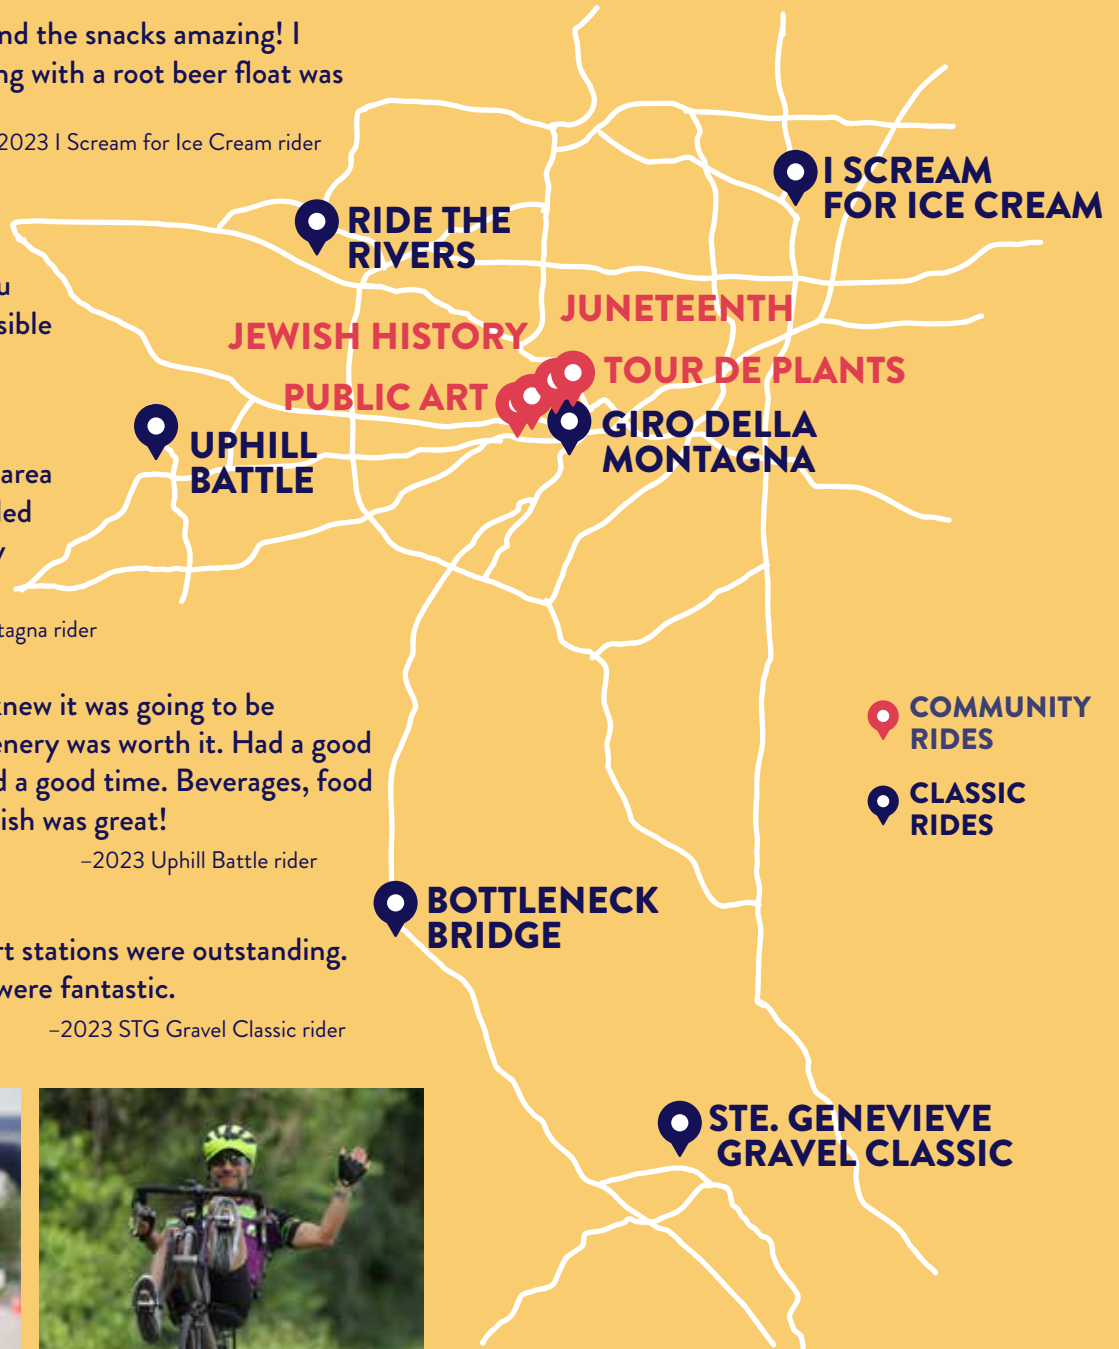 nd the snacks amazing! I
ng with a root beer float was
2023 I Scream for Ice Cream rider
u
sible
area
led
y
tagna rider
knew it was going to be
enery was worth it. Had a good
d a good time. Beverages, food
ish was great!
–2023 Uphill Battle rider
rt stations were outstanding.
were fantastic.
–2023 STG Gravel Classic rider
I SCREAM
FOR ICE CREAM
RIDE THE
RIVERS
JUNETEENTH
JEWISH HISTORY
TOUR DE PLANTS
PUBLIC ART
GIRO DELLA
MONTAGNA
UPHILL
BATTLE
COMMUNITY
RIDES
CLASSIC
RIDES
BOTTLENECK
BRIDGE
STE. GENEVIEVE
GRAVEL CLASSIC